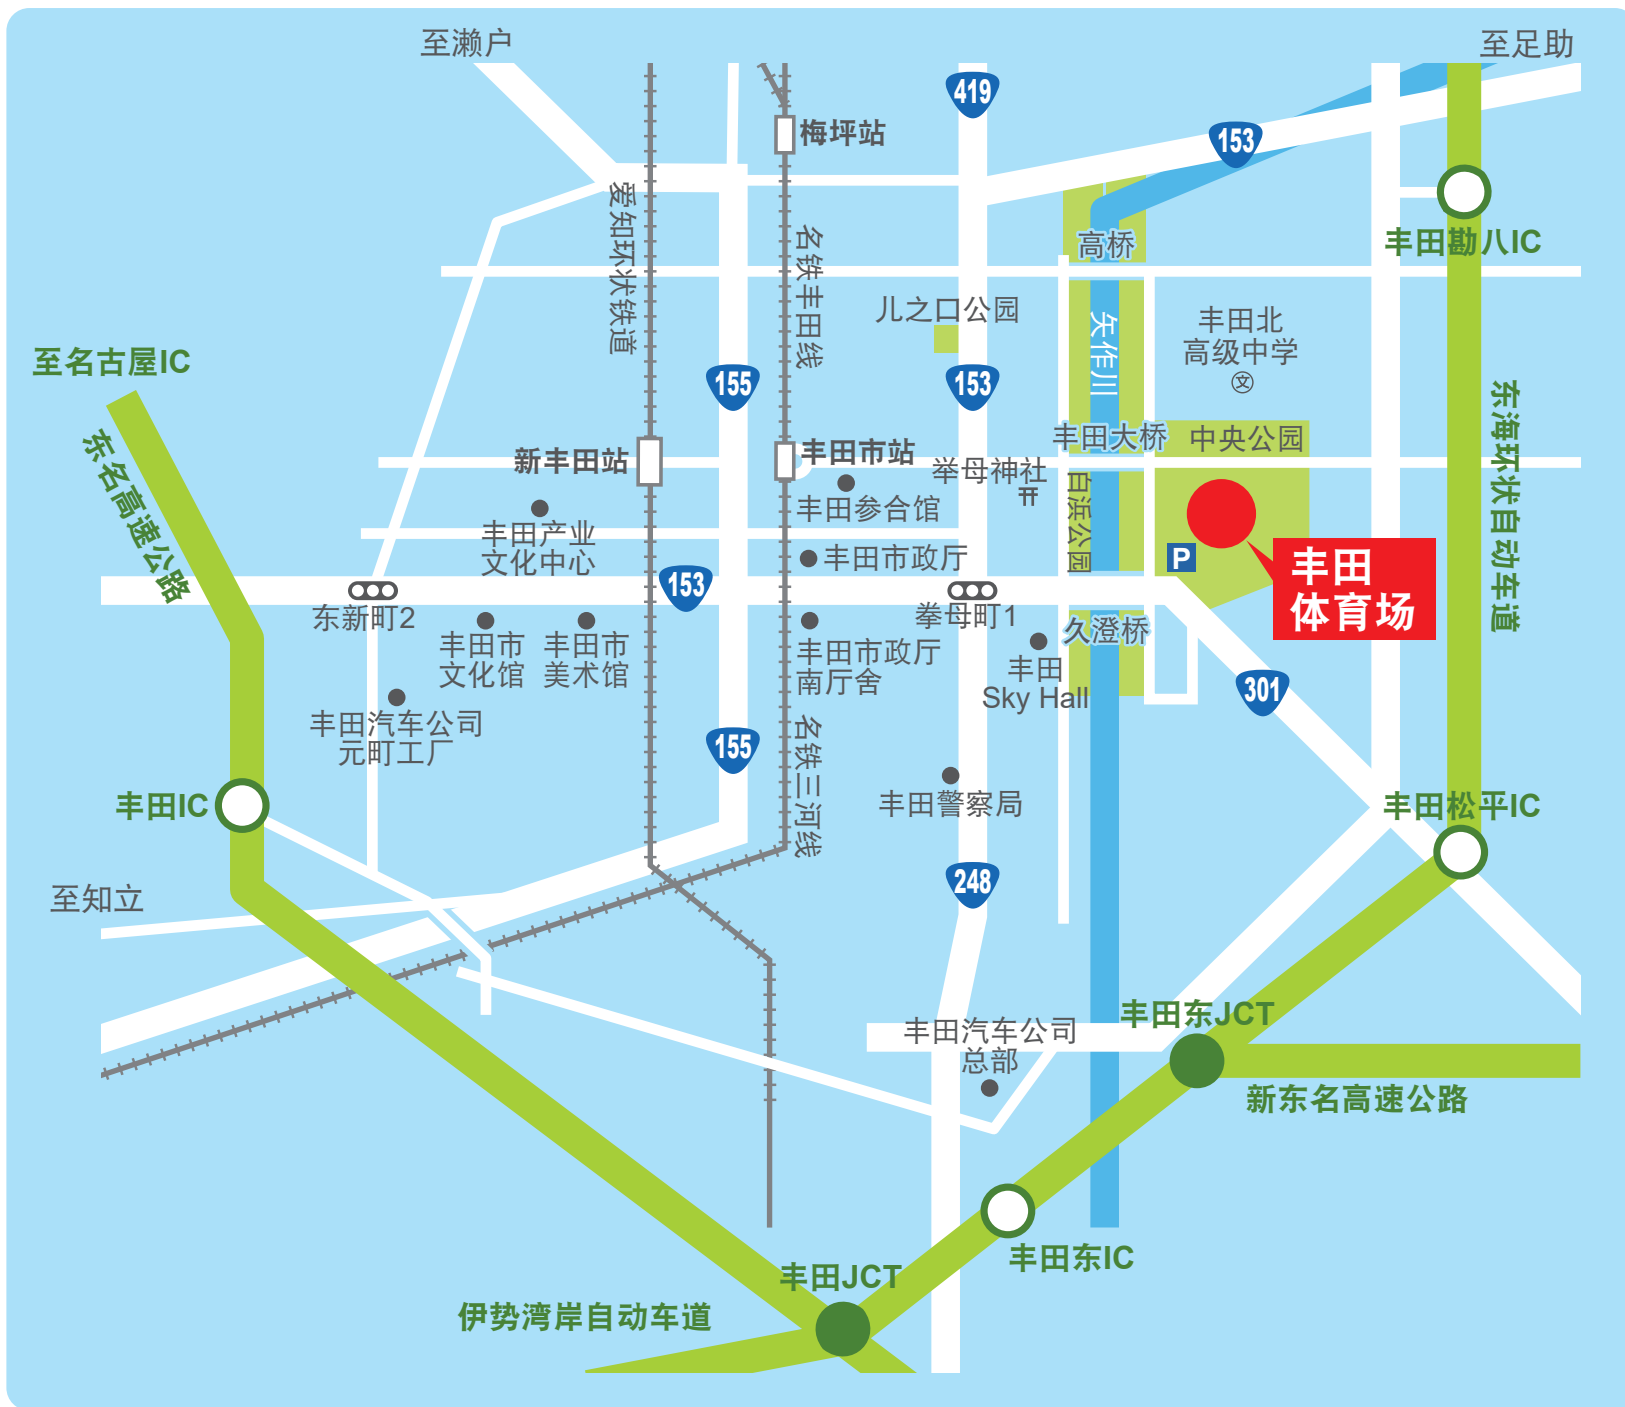 至濑户
至足助
419
153
梅坪站
爱知环状铁道
名铁丰田线
高桥
丰田勘八IC
儿之口公园
矢作川
丰田北
高级中学
文
至名古屋IC
155
153
东名高速公路
东海环状自动车道
新丰田站
丰田市站
丰田大桥
中央公园
举母神社
白浜公园
丰田参合馆
丰田产业
文化中心
丰田市政厅
P
丰田
体育场
153
东新町2
拳母町1
久澄桥
丰田市
文化馆
丰田市
美术馆
丰田市政厅
南厅舍
丰田
Sky Hall
301
丰田汽车公司
元町工厂
155
名铁三河线
丰田IC
丰田警察局
丰田松平IC
248
至知立
丰田汽车公司
总部
丰田东JCT
新东名高速公路
丰田东IC
丰田JCT
伊势湾岸自动车道